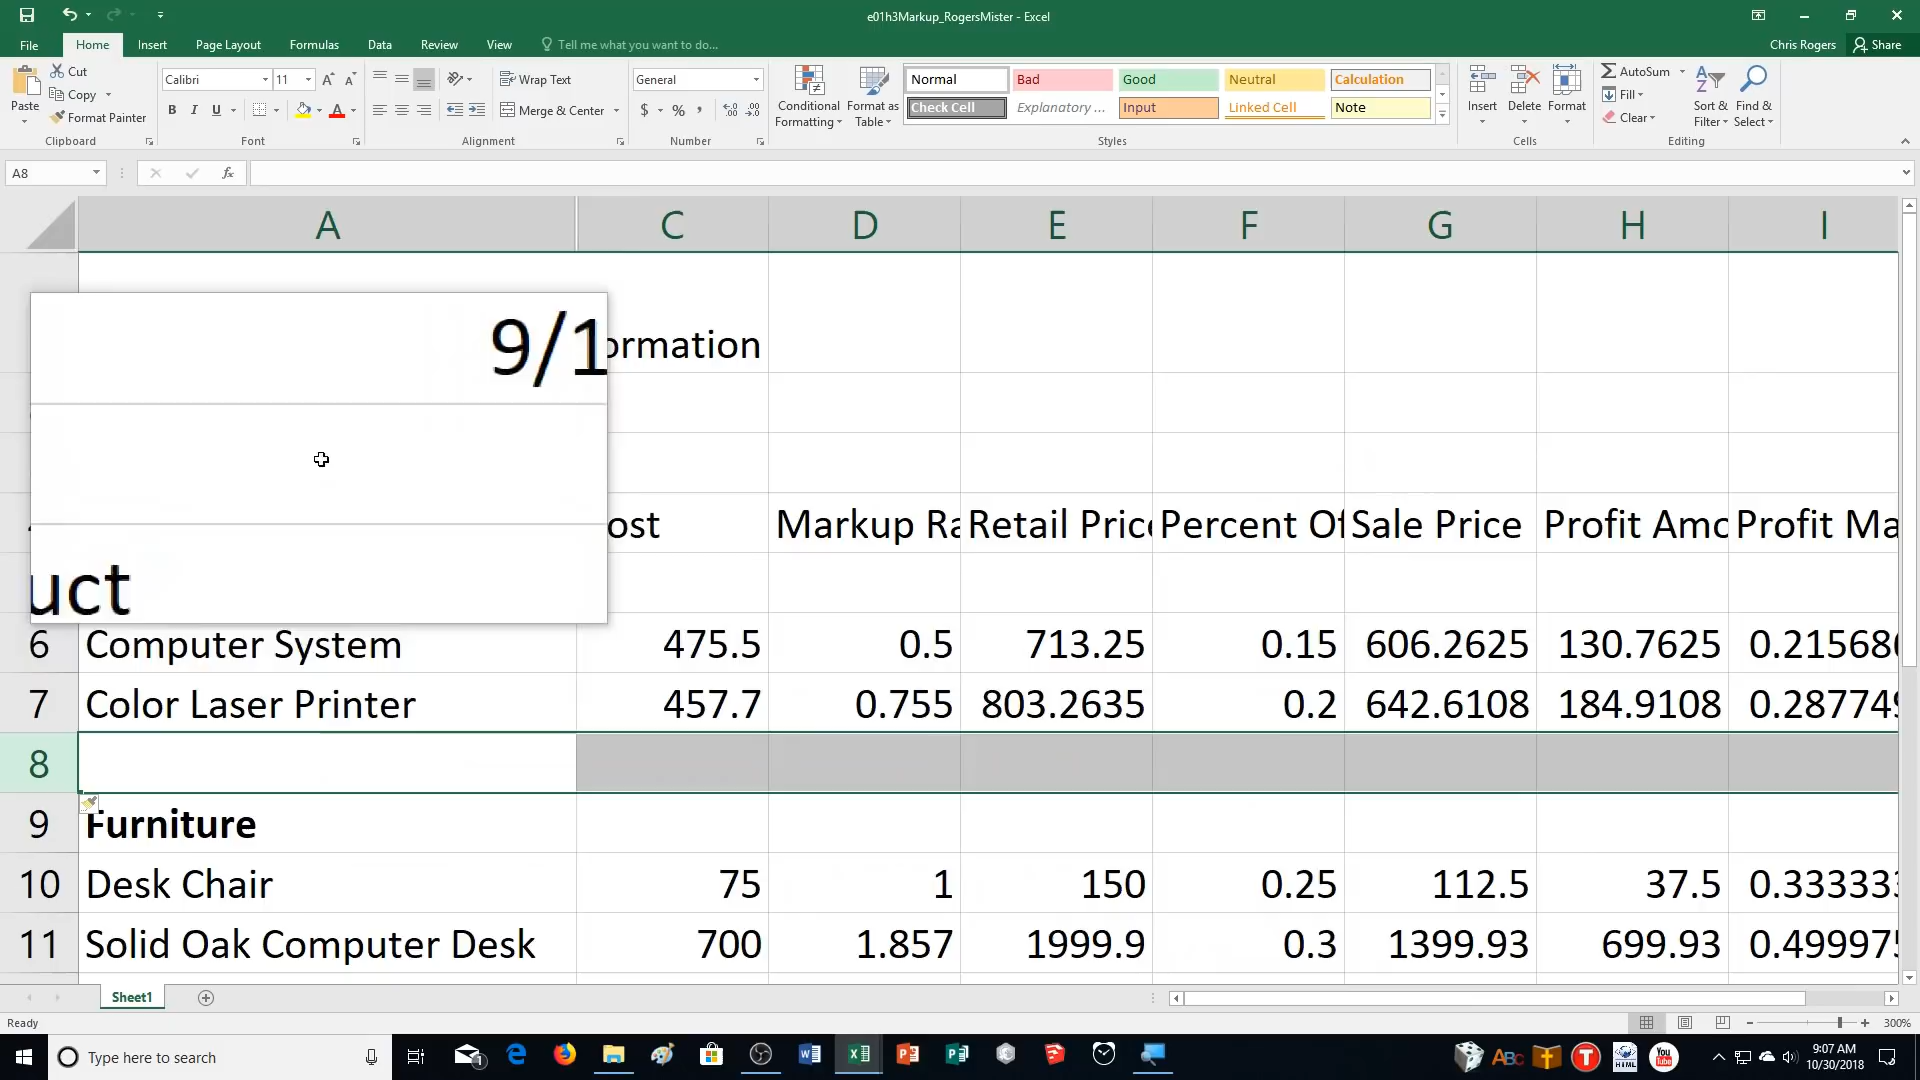 e01h3Markup_RogersMister - Excel
File Home Insert Page Layout Formulas Data Review View Tell me what you want to do... Chris Rogers Share
Paste
Cut
Copy
Format Painter
Clipboard
Calibri 11
B I U
Font
Wrap Text
Merge & Center
Alignment
General
$ % ,
Number
Conditional Formatting
Format as Table
Normal Bad Good Neutral Calculation
Check Cell Explanatory ... Input Linked Cell Note
Styles
Insert Delete Format
Cells
AutoSum
Fill
Clear
Sort & Filter
Find & Select
Editing
A8 fx
A C D E F G H I
9/1 ormation
ost Markup Ra Retail Price Percent Of Sale Price Profit Amo Profit Ma
uct
6 Computer System 475.5 0.5 713.25 0.15 606.2625 130.7625 0.215686
7 Color Laser Printer 457.7 0.755 803.2635 0.2 642.6108 184.9108 0.287749
8
9 Furniture
10 Desk Chair 75 1 150 0.25 112.5 37.5 0.333333
11 Solid Oak Computer Desk 700 1.857 1999.9 0.3 1399.93 699.93 0.499975
Sheet1
Ready 300%
Type here to search
9:07 AM
10/30/2018